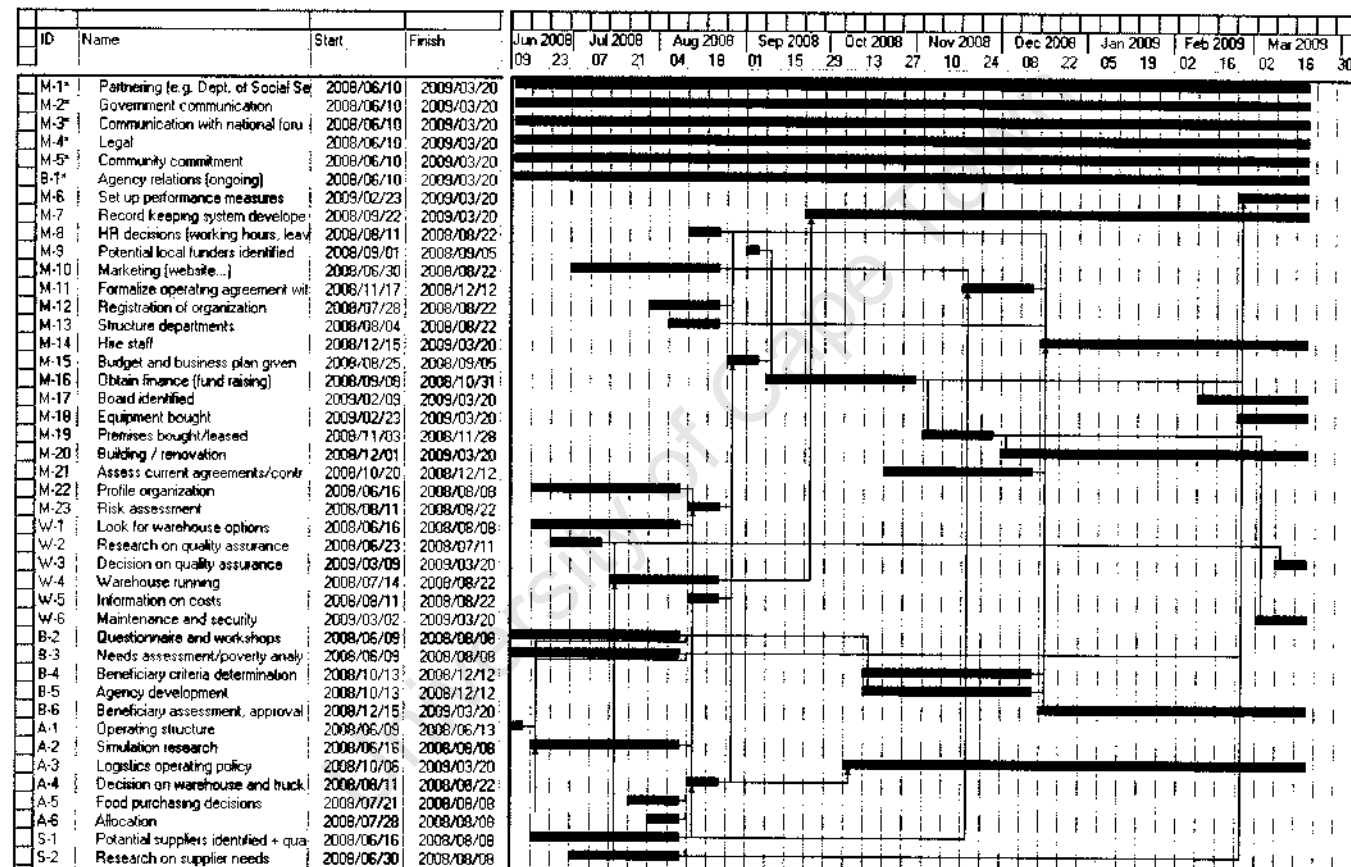 ID Name Start Finish Jun 2008 Jul 2008 Aug 2008 Sep 2008 Oct 2008 Nov 2008 Dec 2008 Jan 2009 Feb 2009 Mar 2009
09 23 07 21 04 18 01 15 29 13 27 10 24 08 22 05 19 02 16 02 16 30
M-1* Partnering (e.g. Dept. of Social Se 2008/06/10 2009/03/20
M-2* Government communication 2008/06/10 2009/03/20
M-3* Communication with national foru 2008/06/10 2009/03/20
M-4* Legal 2008/06/10 2009/03/20
M-5* Community commitment 2008/06/10 2009/03/20
B-1* Agency relations (ongoing) 2008/06/10 2009/03/20
M-6 Set up performance measures 2009/02/23 2009/03/20
M-7 Record keeping system develope 2008/09/22 2009/03/20
M-8 HR decisions (working hours, leav 2008/08/11 2008/08/22
M-9 Potential local funders identified 2008/09/01 2008/09/05
M-10 Marketing (website...) 2008/06/30 2008/08/22
M-11 Formalize operating agreement wit 2008/11/17 2008/12/12
M-12 Registration of organization 2008/07/28 2008/08/22
M-13 Structure departments 2008/08/04 2008/08/22
M-14 Hire staff 2008/12/15 2009/03/20
M-15 Budget and business plan given 2008/08/25 2008/09/05
M-16 Obtain finance (fund raising) 2008/09/08 2008/10/31
M-17 Board identified 2009/02/09 2009/03/20
M-18 Equipment bought 2009/02/23 2009/03/20
M-19 Premises bought/leased 2008/11/03 2008/11/28
M-20 Building / renovation 2008/12/01 2009/03/20
M-21 Assess current agreements/contr 2008/10/20 2008/12/12
M-22 Profile organization 2008/06/16 2008/08/08
M-23 Risk assessment 2008/08/11 2008/08/22
W-1 Look for warehouse options 2008/06/16 2008/08/08
W-2 Research on quality assurance 2008/06/23 2008/07/11
W-3 Decision on quality assurance 2009/03/09 2009/03/20
W-4 Warehouse running 2008/07/14 2008/08/22
W-5 Information on costs 2008/08/11 2008/08/22
W-6 Maintenance and security 2009/03/02 2009/03/20
B-2 Questionnaire and workshops 2008/06/09 2008/08/08
B-3 Needs assessment/poverty analy 2008/06/09 2008/08/08
B-4 Beneficiary criteria determination 2008/10/13 2008/12/12
B-5 Agency development 2008/10/13 2008/12/12
B-6 Beneficiary assessment, approval 2008/12/15 2009/03/20
A-1 Operating structure 2008/06/09 2008/06/13
A-2 Simulation research 2008/06/16 2008/08/08
A-3 Logistics operating policy 2008/10/06 2009/03/20
A-4 Decision on warehouse and truck 2008/08/11 2008/08/22
A-5 Food purchasing decisions 2008/07/21 2008/08/08
A-6 Allocation 2008/07/28 2008/08/08
S-1 Potential suppliers identified + qua 2008/06/16 2008/08/08
S-2 Research on supplier needs 2008/06/30 2008/08/08
University of Cape Town